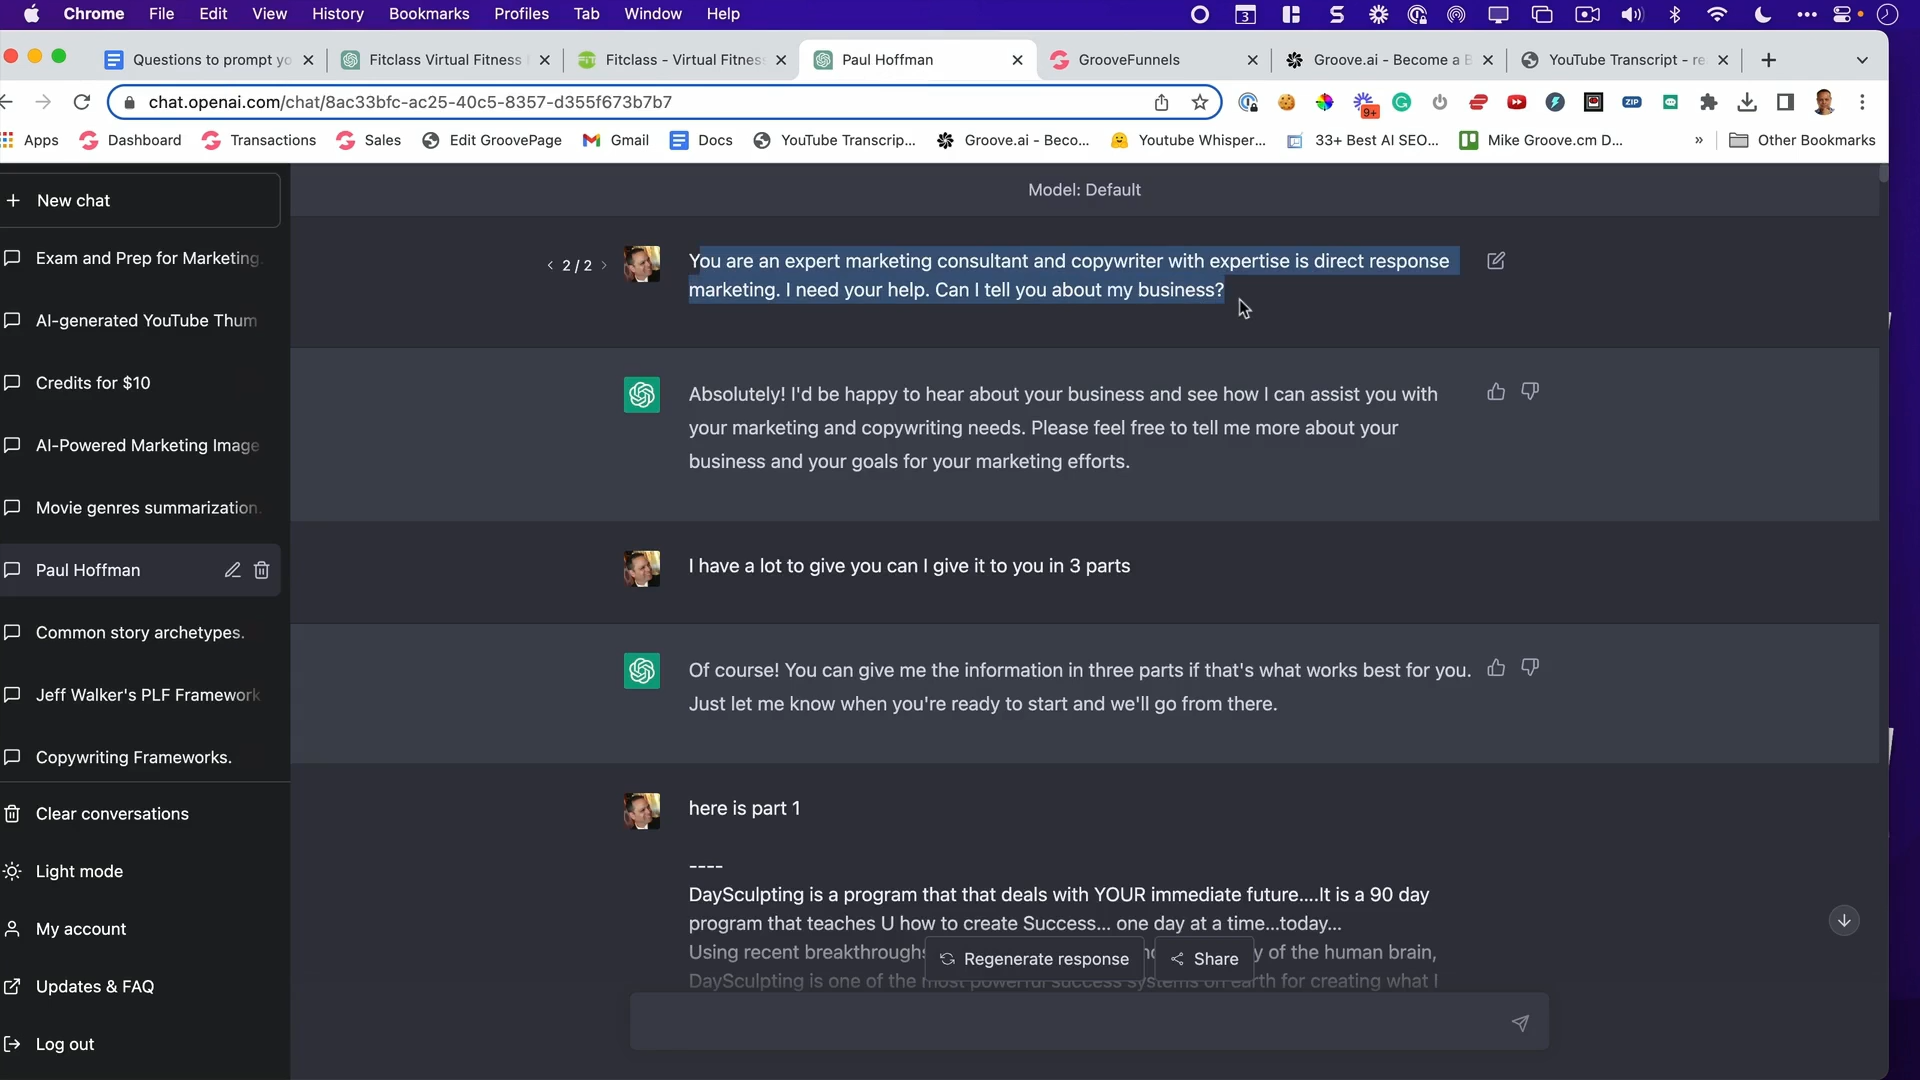 Chrome File Edit View History Bookmarks Profiles Tab Window Help
3
Questions to prompt yo
Fitclass Virtual Fitness
Fitclass - Virtual Fitness
Paul Hoffman
GrooveFunnels
Groove.ai - Become a B
YouTube Transcript - re
chat.openai.com/chat/8ac33bfc-ac25-40c5-8357-d355f673b7b7
9+
ZIP
Apps Dashboard Transactions Sales Edit GroovePage Gmail Docs YouTube Transcrip... Groove.ai - Beco... Youtube Whisper... 33+ Best AI SEO... Mike Groove.cm D... » Other Bookmarks
New chat
Exam and Prep for Marketing
AI-generated YouTube Thum
Credits for $10
AI-Powered Marketing Image
Movie genres summarization.
Paul Hoffman
Common story archetypes.
Jeff Walker's PLF Framework
Copywriting Frameworks.
Clear conversations
Light mode
My account
Updates & FAQ
Log out
Model: Default
< 2 / 2 >
You are an expert marketing consultant and copywriter with expertise is direct response
marketing. I need your help. Can I tell you about my business?
Absolutely! I'd be happy to hear about your business and see how I can assist you with
your marketing and copywriting needs. Please feel free to tell me more about your
business and your goals for your marketing efforts.
I have a lot to give you can I give it to you in 3 parts
Of course! You can give me the information in three parts if that's what works best for you.
Just let me know when you're ready to start and we'll go from there.
here is part 1
----
DaySculpting is a program that that deals with YOUR immediate future....It is a 90 day
program that teaches U how to create Success... one day at a time...today...
Using recent breakthroughs y of the human brain,
DaySculpting is one of the most powerful success systems on earth for creating what I
Regenerate response
Share